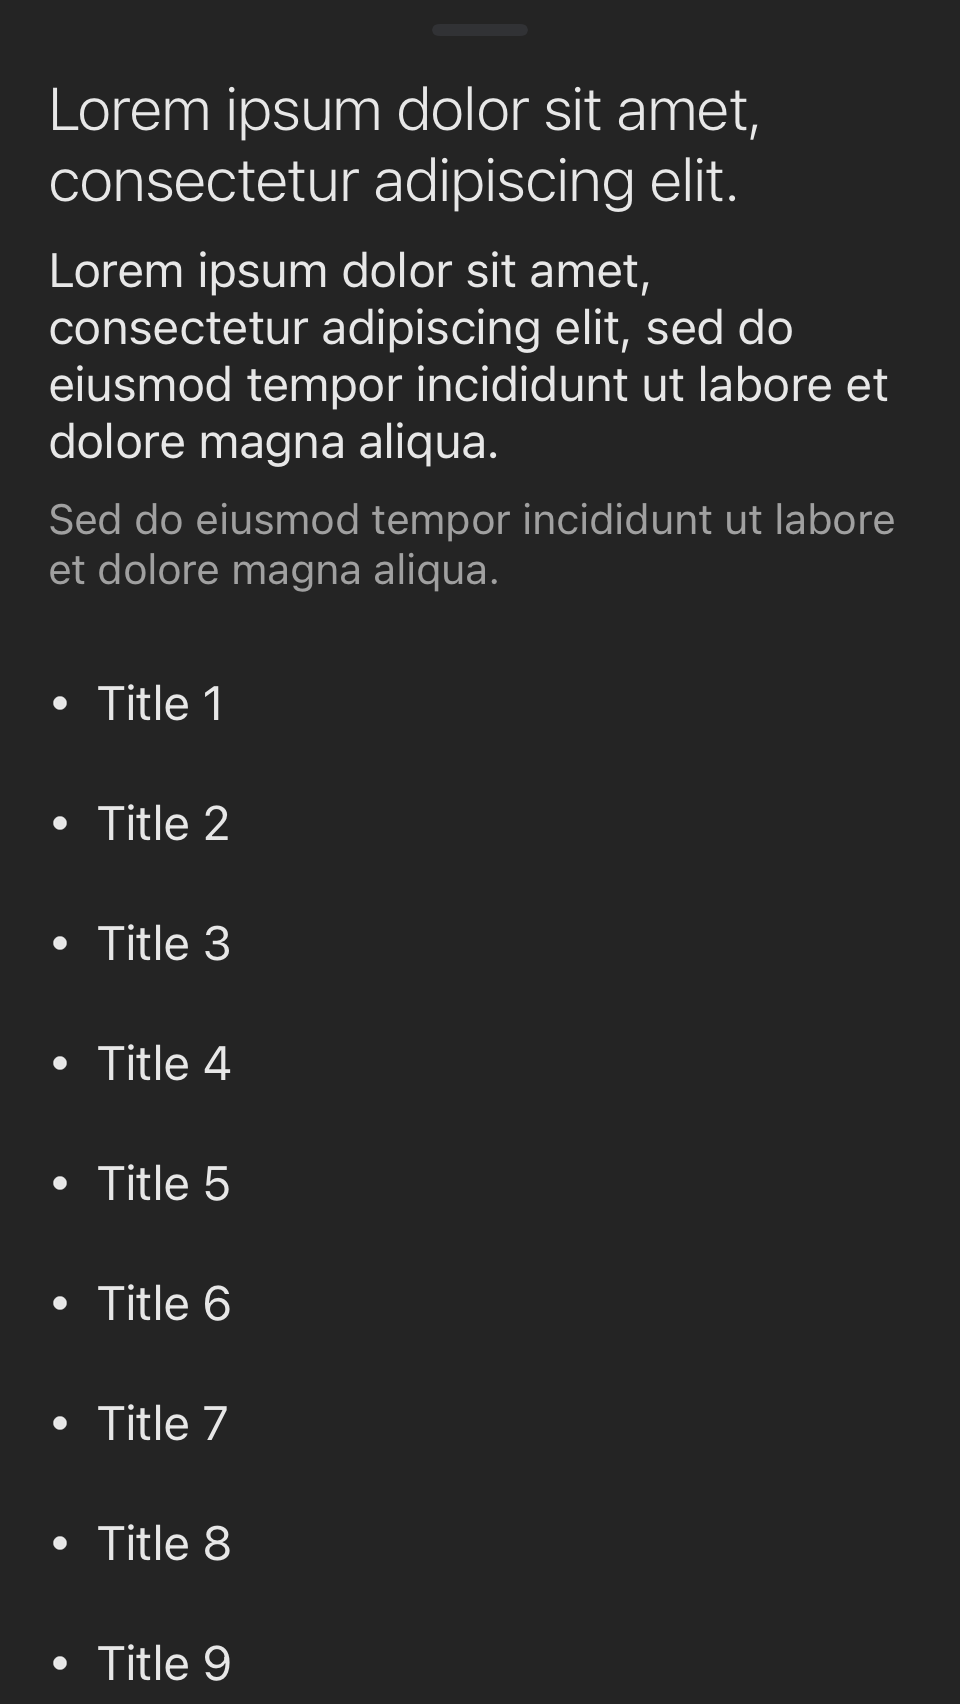 Lorem ipsum dolor sit amet,
consectetur adipiscing elit.
Lorem ipsum dolor sit amet,
consectetur adipiscing elit, sed do
eiusmod tempor incididunt ut labore et
dolore magna aliqua.
Sed do eiusmod tempor incididunt ut labore
et dolore magna aliqua.
• Title 1
• Title 2
• Title 3
• Title 4
• Title 5
• Title 6
• Title 7
• Title 8
• Title 9